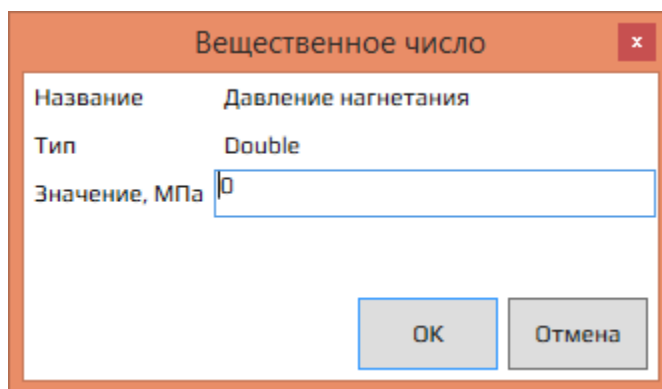 Вещественное число x
Название Давление нагнетания
Тип Double
Значение, МПа 0
OK Отмена